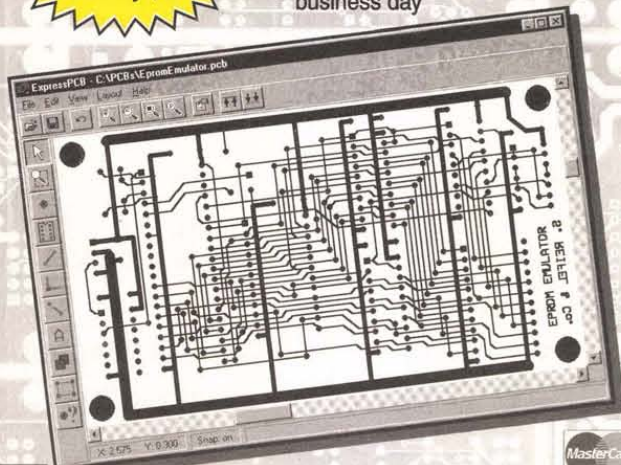 business day
ExpressPCB - C:\PCBs\EpromEmulator.pcb
File Edit View Layout Help
EPROM EMULATOR
S. REIFEL & CO.
X: 2.575 Y: 0.300 Snap: on
MasterCa